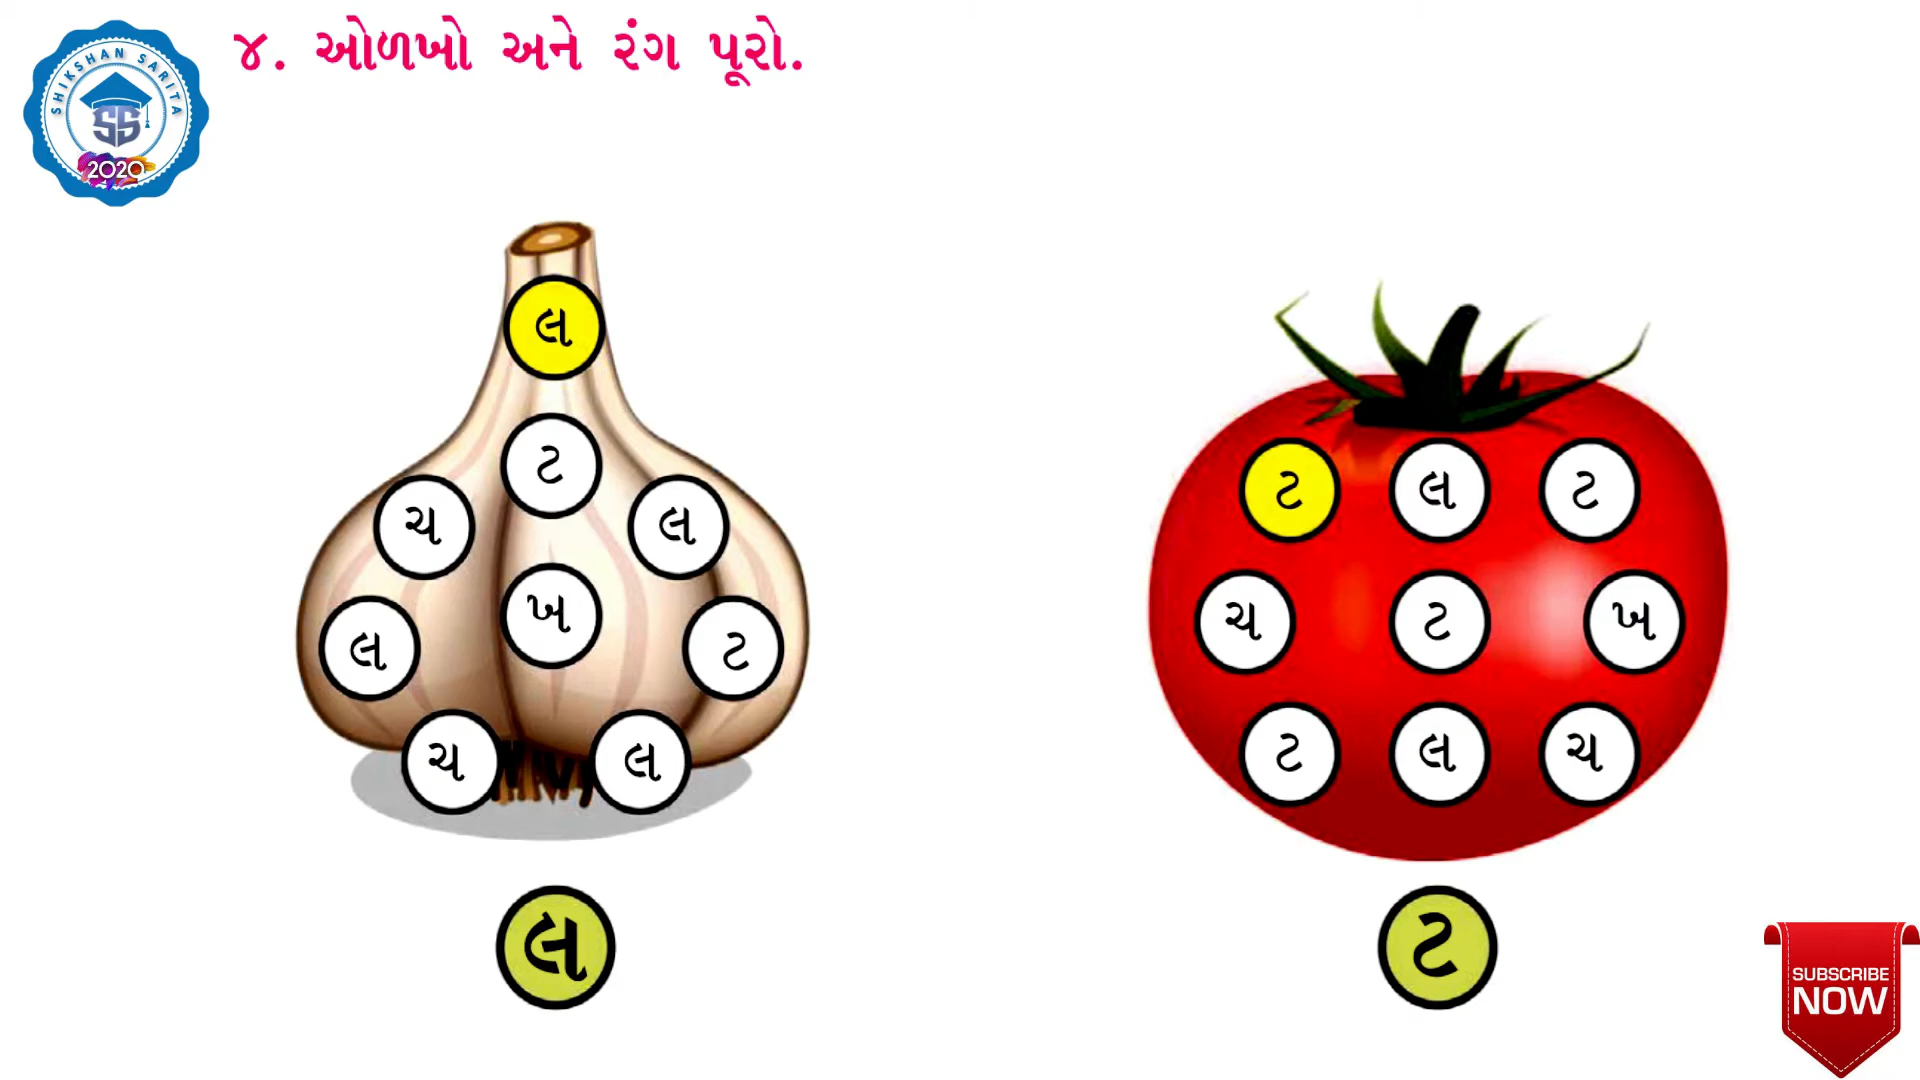 SHIKSHAN SARITA
SS
2020
૪. ઓળખો અને રંગ પૂરો.
લ
ટ
ચ લ
ખ
લ ટ
ચ લ
લ
ટ લ ટ
ચ ટ ખ
ટ લ ચ
ટ
SUBSCRIBE
NOW